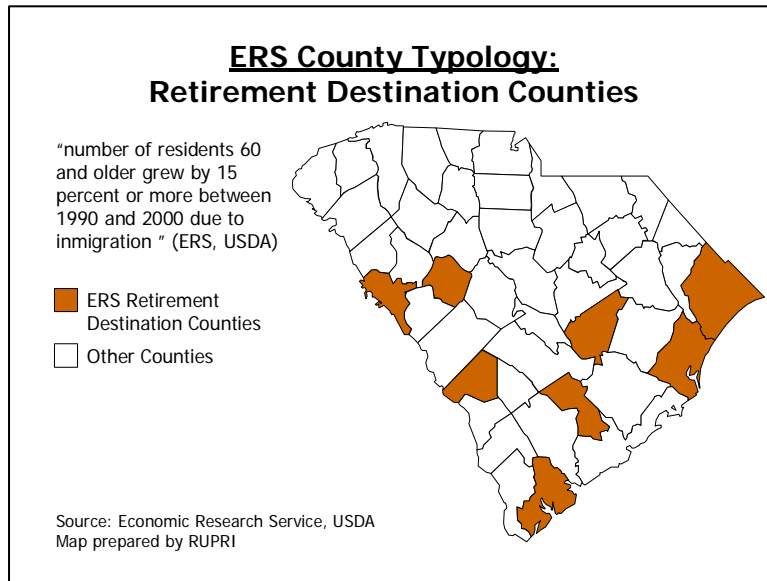 ERS County Typology:
Retirement Destination Counties
“number of residents 60
and older grew by 15
percent or more between
1990 and 2000 due to
inmigration ” (ERS, USDA)
ERS Retirement
Destination Counties
Other Counties
Source: Economic Research Service, USDA
Map prepared by RUPRI